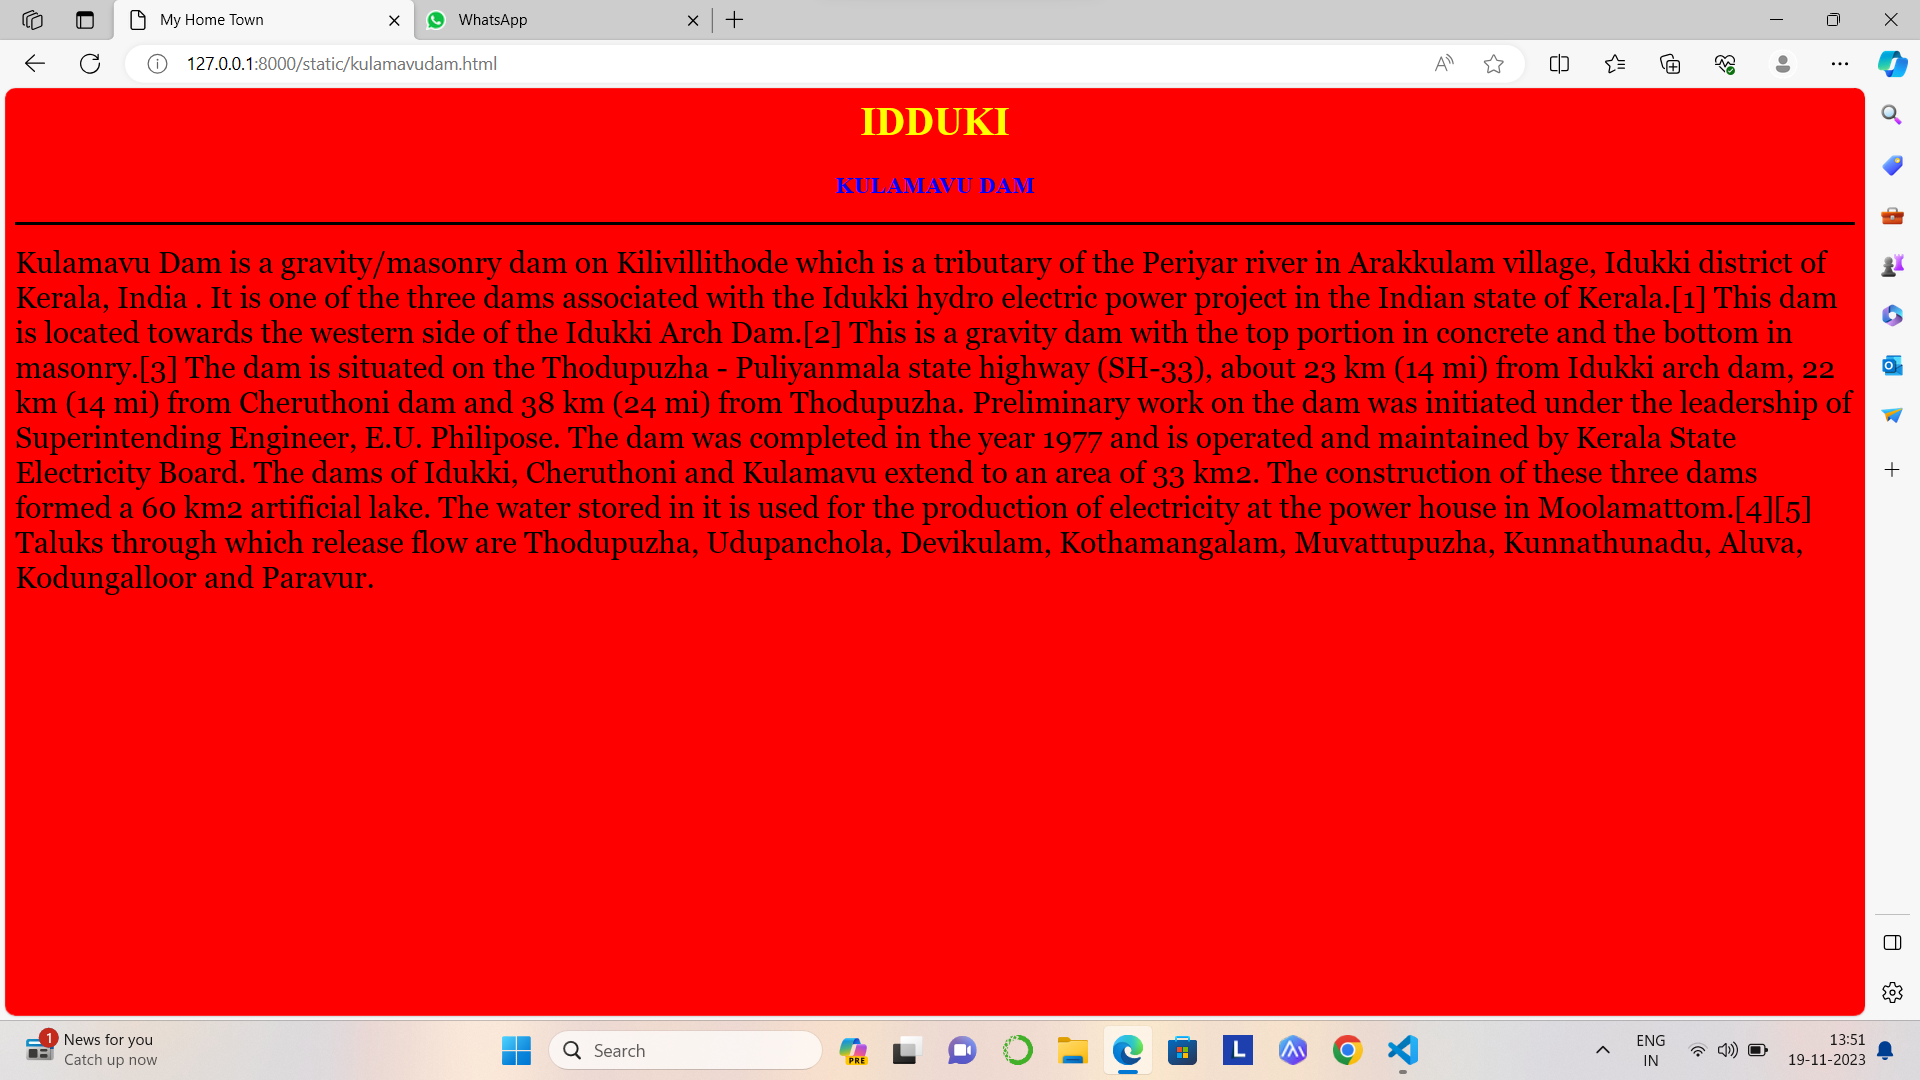 My Home Town
WhatsApp
127.0.0.1:8000/static/kulamavudam.html
IDDUKI
KULAMAVU DAM
Kulamavu Dam is a gravity/masonry dam on Kilivillithode which is a tributary of the Periyar river in Arakkulam village, Idukki district of
Kerala, India . It is one of the three dams associated with the Idukki hydro electric power project in the Indian state of Kerala.[1] This dam
is located towards the western side of the Idukki Arch Dam.[2] This is a gravity dam with the top portion in concrete and the bottom in
masonry.[3] The dam is situated on the Thodupuzha - Puliyanmala state highway (SH-33), about 23 km (14 mi) from Idukki arch dam, 22
km (14 mi) from Cheruthoni dam and 38 km (24 mi) from Thodupuzha. Preliminary work on the dam was initiated under the leadership of
Superintending Engineer, E.U. Philipose. The dam was completed in the year 1977 and is operated and maintained by Kerala State
Electricity Board. The dams of Idukki, Cheruthoni and Kulamavu extend to an area of 33 km2. The construction of these three dams
formed a 60 km2 artificial lake. The water stored in it is used for the production of electricity at the power house in Moolamattom.[4][5]
Taluks through which release flow are Thodupuzha, Udupanchola, Devikulam, Kothamangalam, Muvattupuzha, Kunnathunadu, Aluva,
Kodungalloor and Paravur.
1
News for you
Catch up now
Search
PRE
L
ENG
IN
13:51
19-11-2023